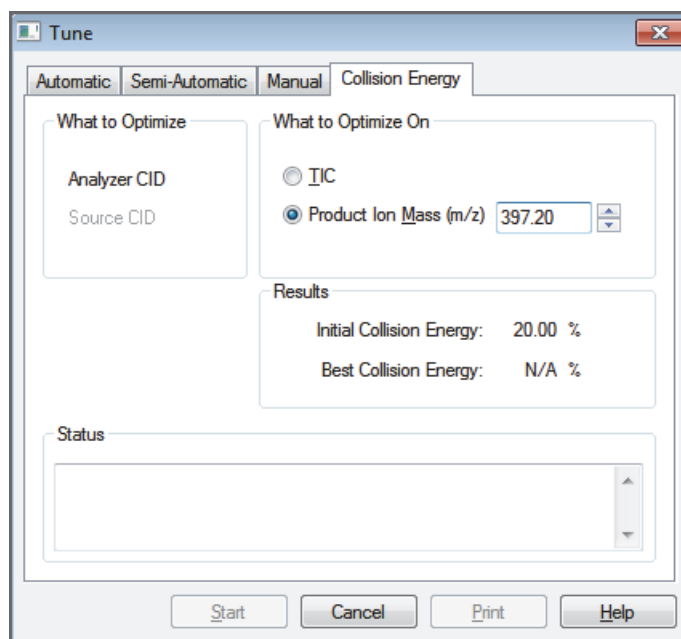 Tune
Automatic Semi-Automatic Manual Collision Energy
What to Optimize
Analyzer CID
Source CID
What to Optimize On
TIC
Product Ion Mass (m/z) 397.20
Results
Initial Collision Energy: 20.00 %
Best Collision Energy: N/A %
Status
Start Cancel Print Help